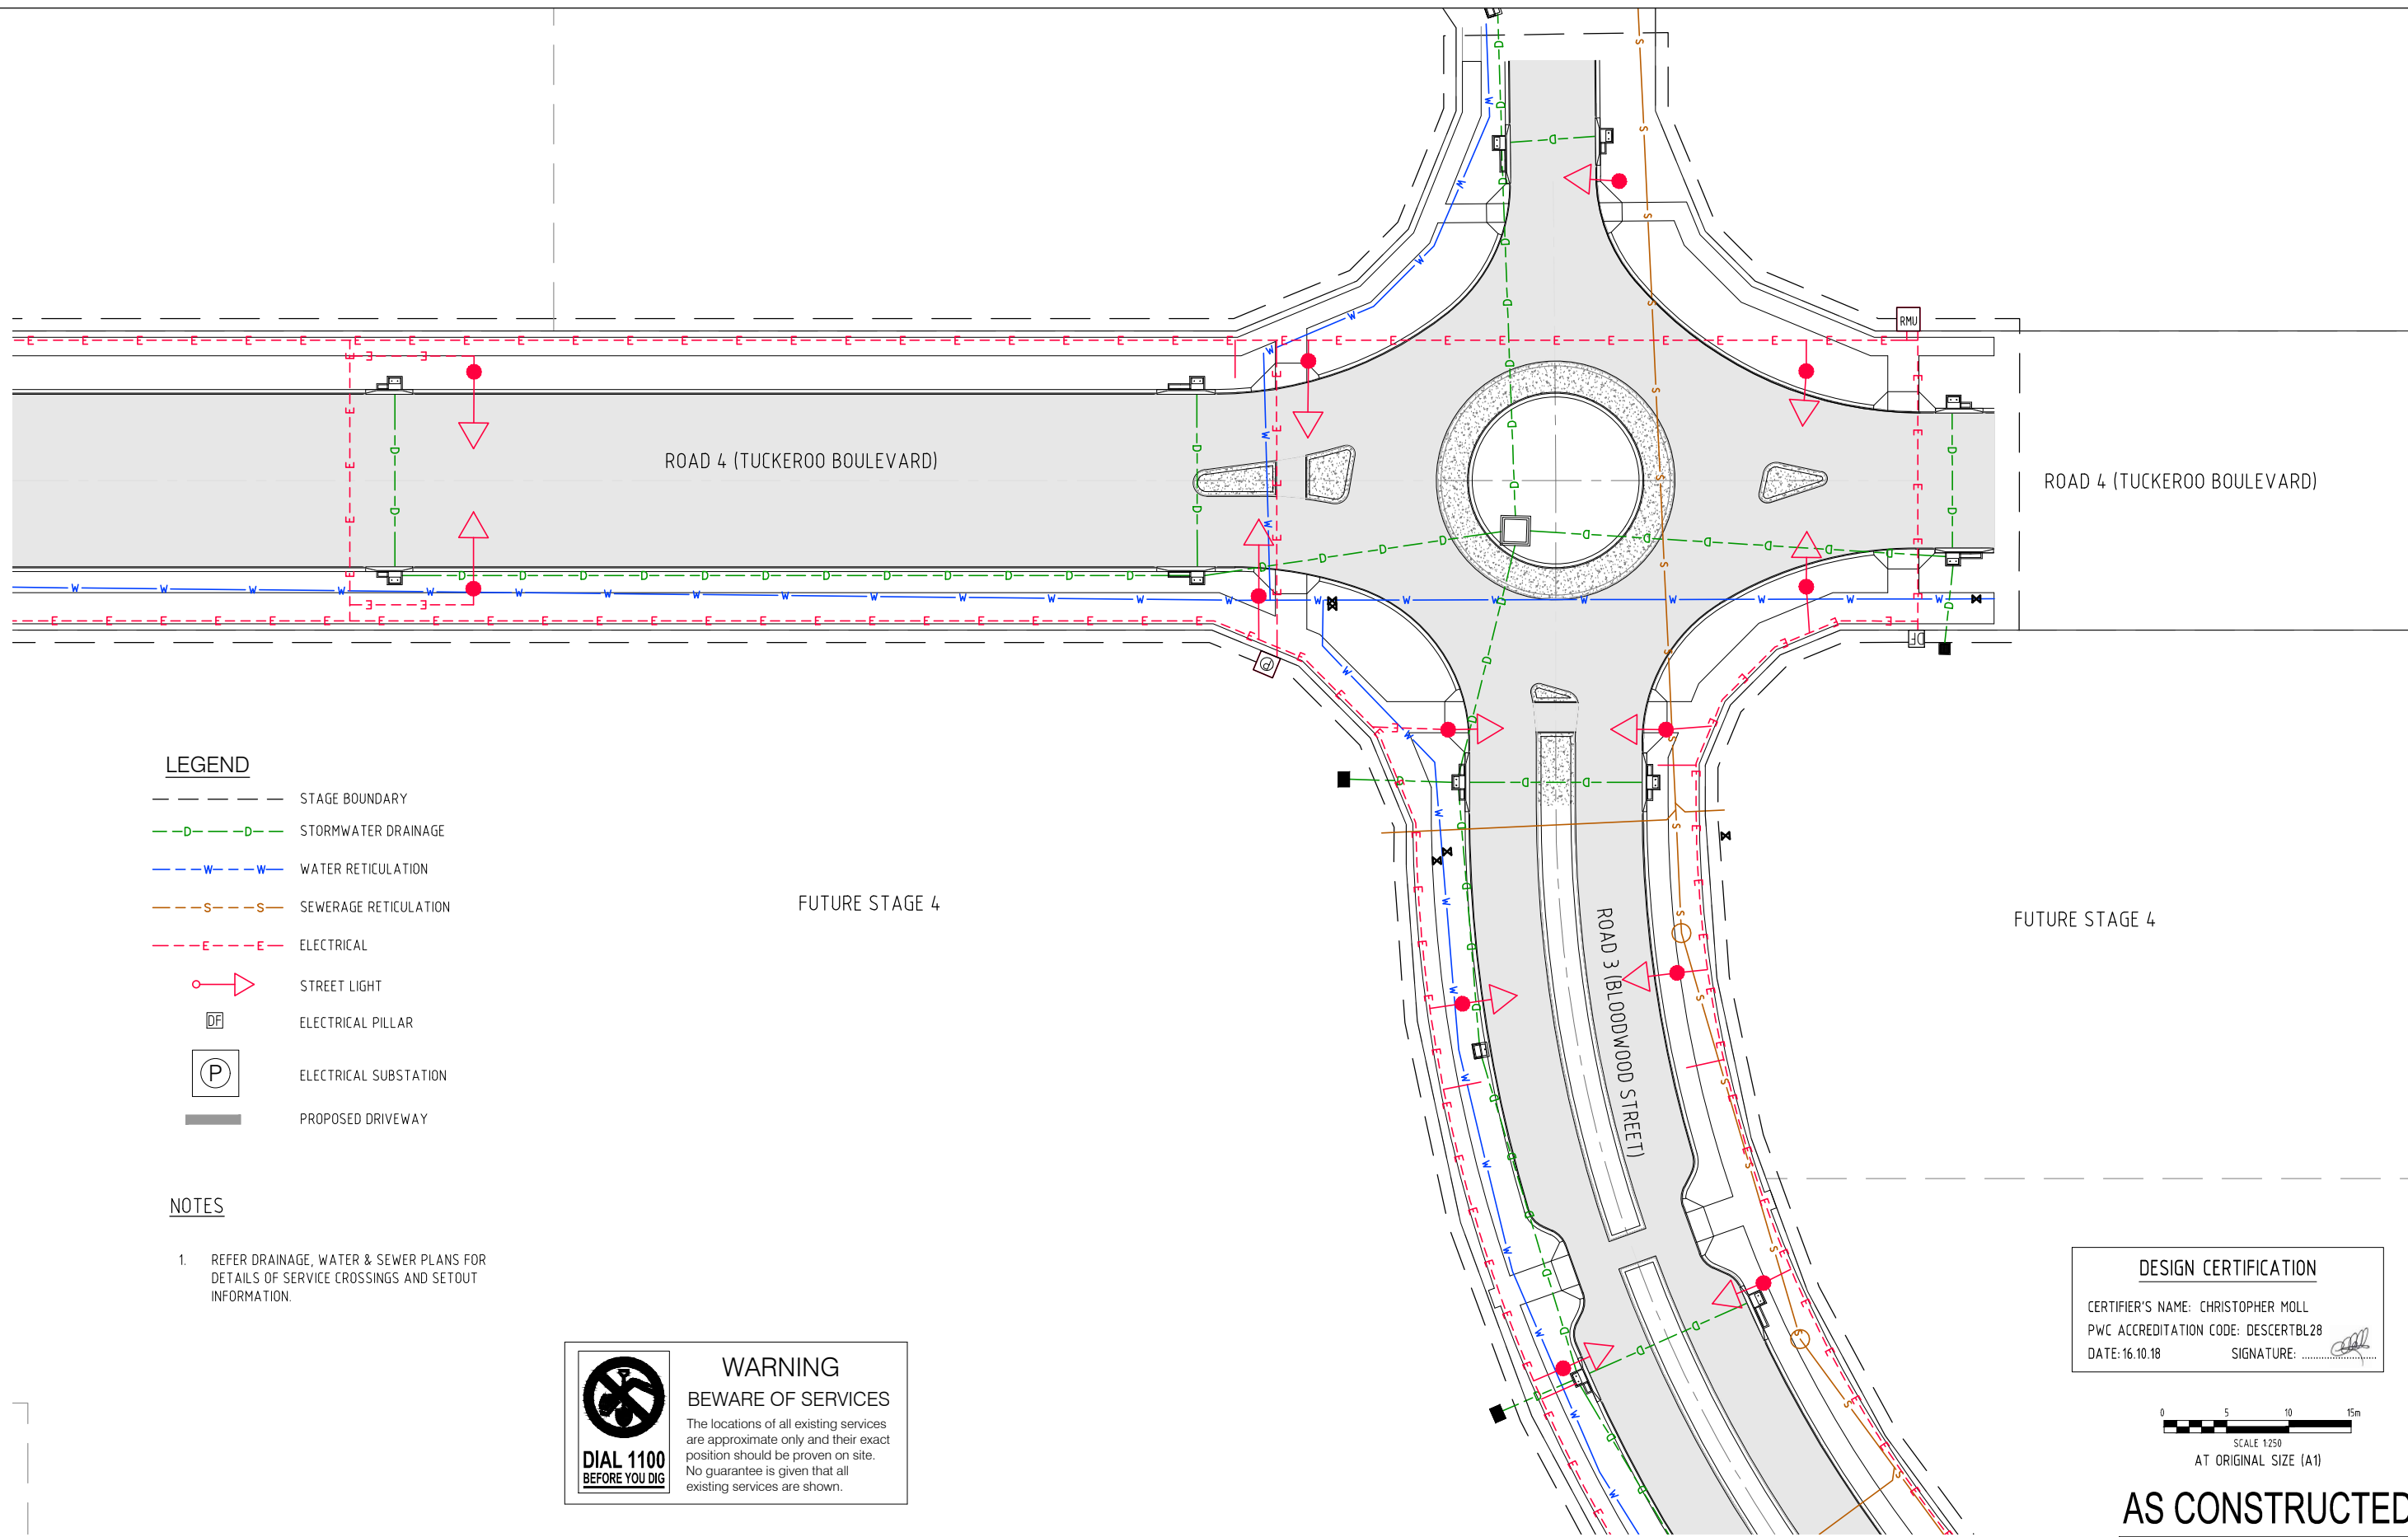 RMU
ROAD 4 (TUCKEROO BOULEVARD)
ROAD 4 (TUCKEROO BOULEVARD)
DF
P
LEGEND
STAGE BOUNDARY
D D STORMWATER DRAINAGE
W W WATER RETICULATION
S S SEWERAGE RETICULATION
E E ELECTRICAL
STREET LIGHT
DF ELECTRICAL PILLAR
P ELECTRICAL SUBSTATION
PROPOSED DRIVEWAY
FUTURE STAGE 4
ROAD 3 (BLOODWOOD STREET)
FUTURE STAGE 4
NOTES
1. REFER DRAINAGE, WATER & SEWER PLANS FOR
DETAILS OF SERVICE CROSSINGS AND SETOUT
INFORMATION.
WARNING
BEWARE OF SERVICES
The locations of all existing services
are approximate only and their exact
position should be proven on site.
No guarantee is given that all
existing services are shown.
DIAL 1100
BEFORE YOU DIG
DESIGN CERTIFICATION
CERTIFIER'S NAME: CHRISTOPHER MOLL
PWC ACCREDITATION CODE: DESCERTBL28
DATE: 16.10.18 SIGNATURE:
0 5 10 15m
SCALE 1:250
AT ORIGINAL SIZE (A1)
AS CONSTRUCTED